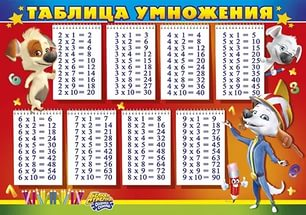 ТАБЛИЦА УМНОЖЕНИЯ
2 x 1 = 2
2 x 2 = 4
2 x 3 = 6
2 x 4 = 8
2 x 5 = 10
2 x 6 = 12
2 x 7 = 14
2 x 8 = 16
2 x 9 = 18
2 x 10 = 20
3 x 1 = 3
3 x 2 = 6
3 x 3 = 9
3 x 4 = 12
3 x 5 = 15
3 x 6 = 18
3 x 7 = 21
3 x 8 = 24
3 x 9 = 27
3 x 10 = 30
4 x 1 = 4
4 x 2 = 8
4 x 3 = 12
4 x 4 = 16
4 x 5 = 20
4 x 6 = 24
4 x 7 = 28
4 x 8 = 32
4 x 9 = 36
4 x 10 = 40
5 x 1 = 5
5 x 2 = 10
5 x 3 = 15
5 x 4 = 20
5 x 5 = 25
5 x 6 = 30
5 x 7 = 35
5 x 8 = 40
5 x 9 = 45
5 x 10 = 50
6 x 1 = 6
6 x 2 = 12
6 x 3 = 18
6 x 4 = 24
6 x 5 = 30
6 x 6 = 36
6 x 7 = 42
6 x 8 = 48
6 x 9 = 54
6 x 10 = 60
7 x 1 = 7
7 x 2 = 14
7 x 3 = 21
7 x 4 = 28
7 x 5 = 35
7 x 6 = 42
7 x 7 = 49
7 x 8 = 56
7 x 9 = 63
7 x 10 = 70
8 x 1 = 8
8 x 2 = 16
8 x 3 = 24
8 x 4 = 32
8 x 5 = 40
8 x 6 = 48
8 x 7 = 56
8 x 8 = 64
8 x 9 = 72
8 x 10 = 80
9 x 1 = 9
9 x 2 = 18
9 x 3 = 27
9 x 4 = 36
9 x 5 = 45
9 x 6 = 54
9 x 7 = 63
9 x 8 = 72
9 x 9 = 81
9 x 10 = 90